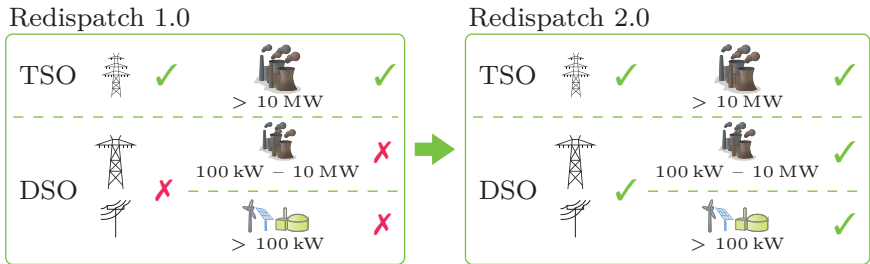 Redispatch 1.0
TSO ✓ ✓
> 10 MW
100 kW – 10 MW ✗
DSO ✗
> 100 kW ✗
Redispatch 2.0
TSO ✓ ✓
> 10 MW
100 kW – 10 MW ✓
DSO ✓
> 100 kW ✓